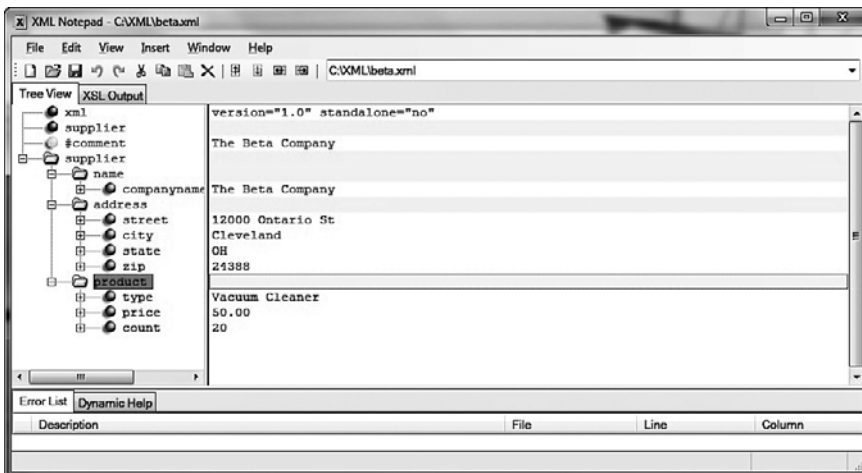 XML Notepad - C:\XML\beta.xml
File Edit View Insert Window Help
C:\XML\beta.xml
Tree View XSL Output
xml version="1.0" standalone="no"
supplier
#comment The Beta Company
supplier
name
companyname The Beta Company
address
street 12000 Ontario St
city Cleveland
state OH
zip 24388
product
type Vacuum Cleaner
price 50.00
count 20
Error List Dynamic Help
Description File Line Column